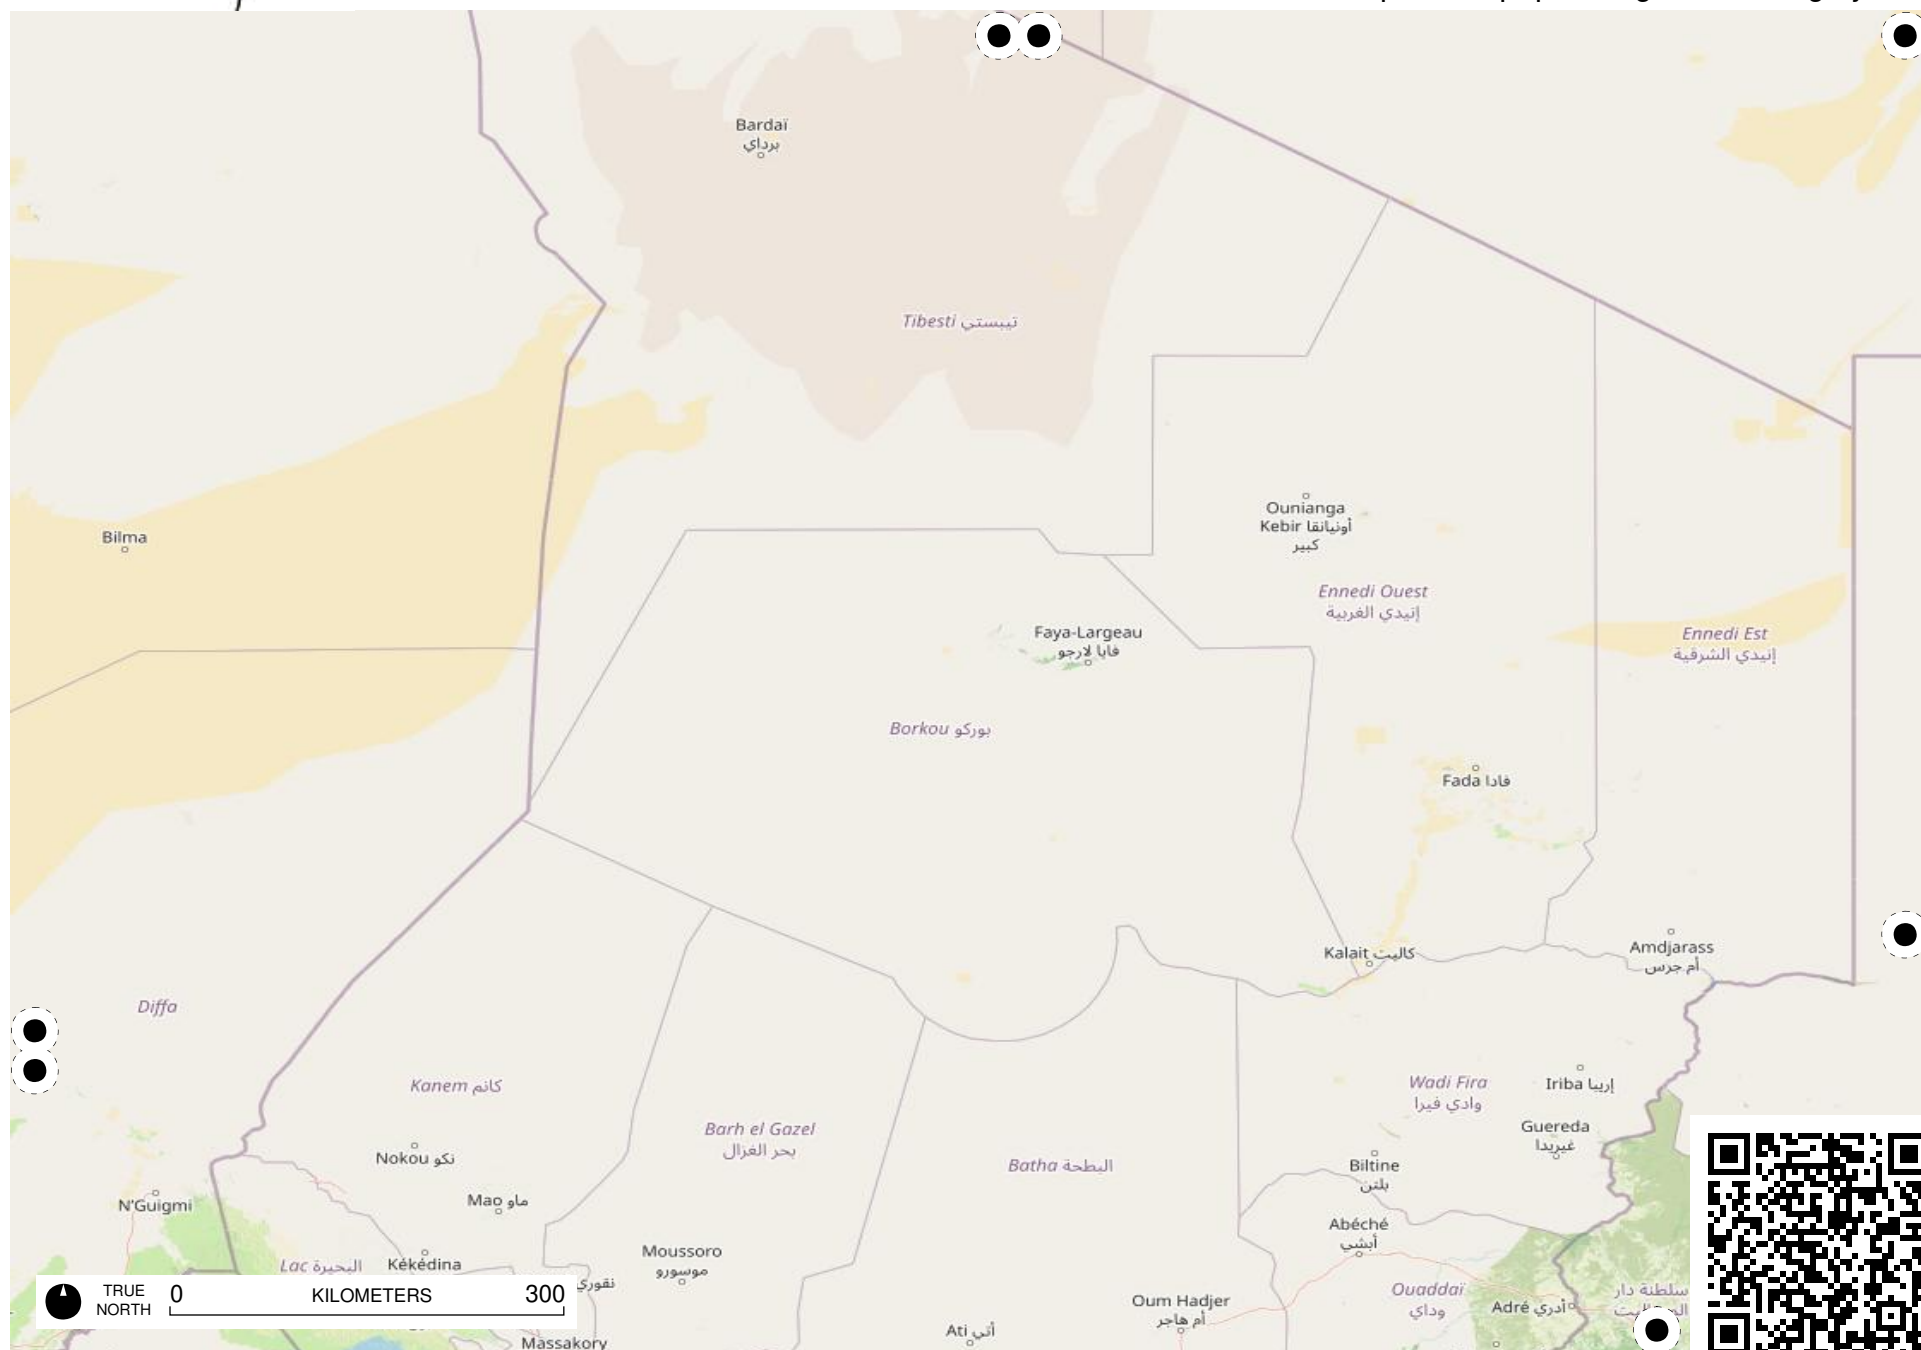 Bardaï
برداي
Tibesti تيبستي
Ounianga
Kebir أونيانقا
كبير
Bilma
Ennedi Ouest
إنيدي الغربية
Faya-Largeau
فايا لارجو
Ennedi Est
إنيدي الشرقية
Borkou بوركو
Fada فادا
Kalait كاليت
Amdjarass
أم جرس
Diffa
Kanem كانم
Wadi Fira
وادي فيرا
Iriba إريبا
Barh el Gazel
بحر الغزال
Guereda
غيريدا
Nokou نكو
Batha البطحة
Biltine
بلتن
N'Guigmi
Mao ماو
Abéché
أبشي
Moussoro
موسورو
Lac البحيرة
Kékédina
نقوري
TRUE
NORTH
0 KILOMETERS 300
Oum Hadjer
أم هاجر
Ouaddaï
وداي
Adré أدري
سلطنة دار
Ati أتي
Massakory